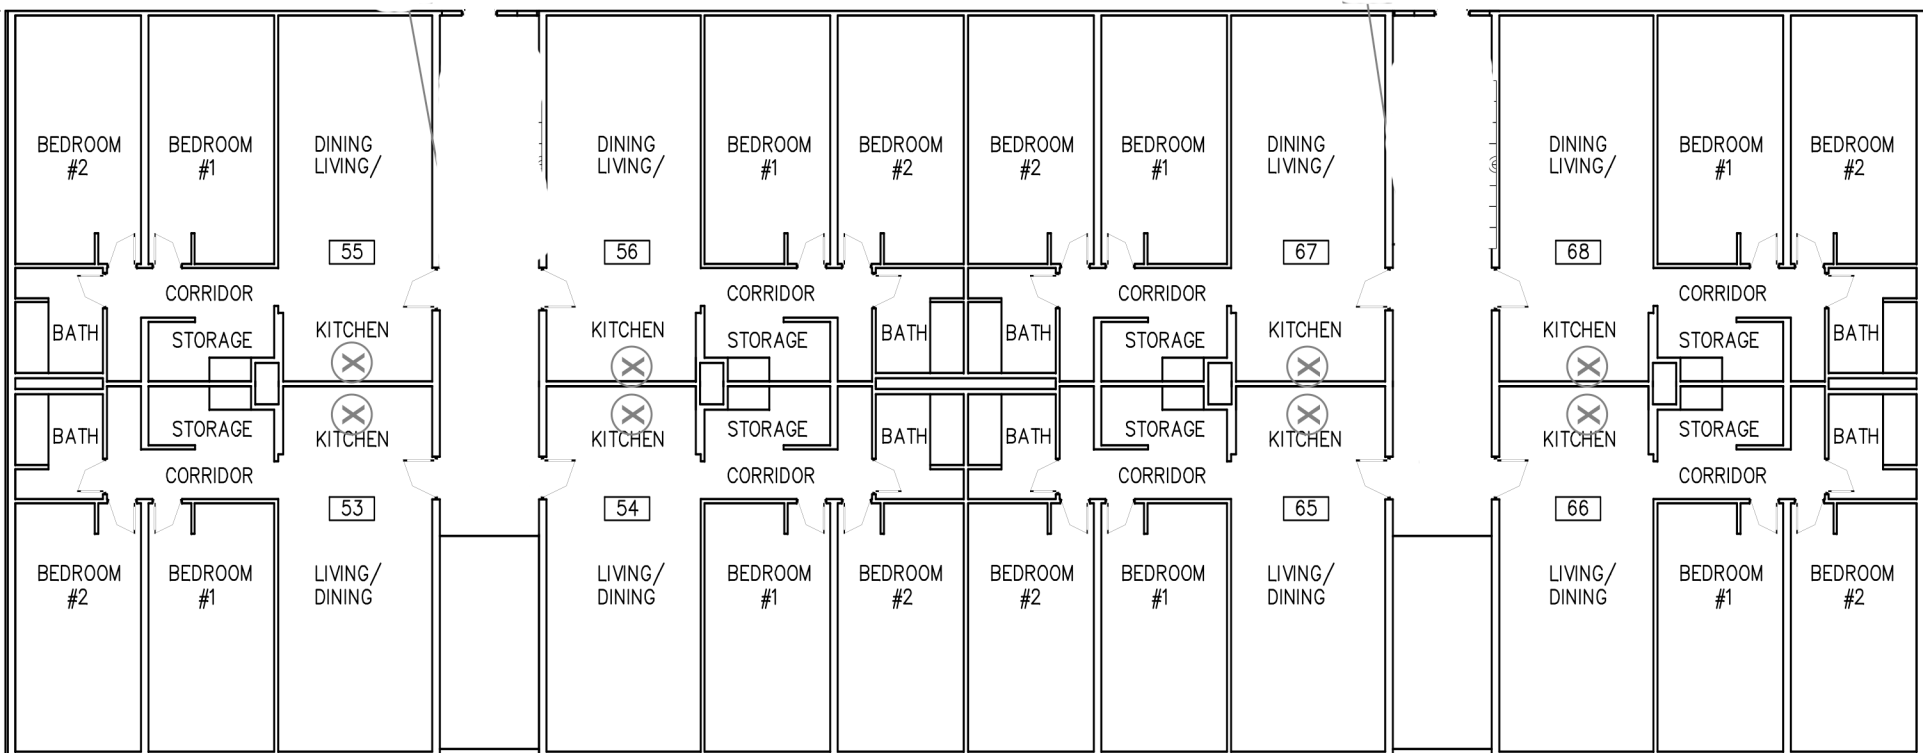 BEDROOM
#2
BEDROOM
#1
DINING
LIVING/
DINING
LIVING/
BEDROOM
#1
BEDROOM
#2
BEDROOM
#2
BEDROOM
#1
DINING
LIVING/
DINING
LIVING/
BEDROOM
#1
BEDROOM
#2
55
56
67
68
CORRIDOR
CORRIDOR
CORRIDOR
CORRIDOR
BATH
STORAGE
KITCHEN
KITCHEN
STORAGE
BATH
BATH
STORAGE
KITCHEN
KITCHEN
STORAGE
BATH
X
X
X
X
X
X
X
X
BATH
STORAGE
KITCHEN
KITCHEN
STORAGE
BATH
BATH
STORAGE
KITCHEN
KITCHEN
STORAGE
BATH
CORRIDOR
CORRIDOR
CORRIDOR
CORRIDOR
53
54
65
66
BEDROOM
#2
BEDROOM
#1
LIVING/
DINING
LIVING/
DINING
BEDROOM
#1
BEDROOM
#2
BEDROOM
#2
BEDROOM
#1
LIVING/
DINING
LIVING/
DINING
BEDROOM
#1
BEDROOM
#2